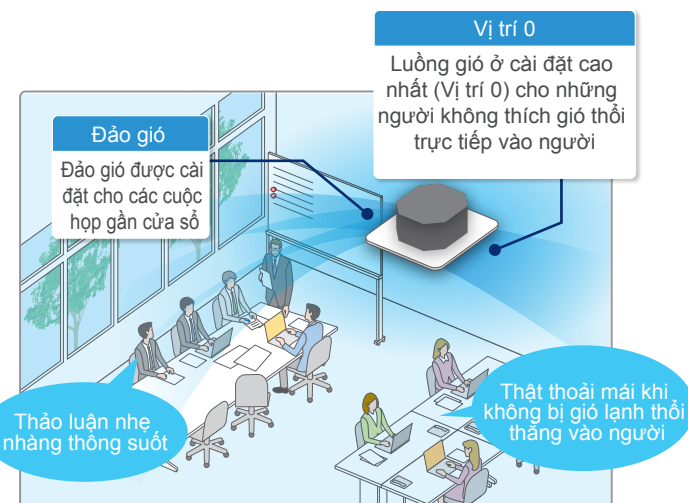 Vị trí 0
Luồng gió ở cài đặt cao
nhất (Vị trí 0) cho những
người không thích gió thổi
trực tiếp vào người
Đảo gió
Đảo gió được cài
đặt cho các cuộc
họp gần cửa sổ
Thảo luận nhẹ
nhàng thông suốt
Thật thoải mái khi
không bị gió lạnh thổi
thẳng vào người